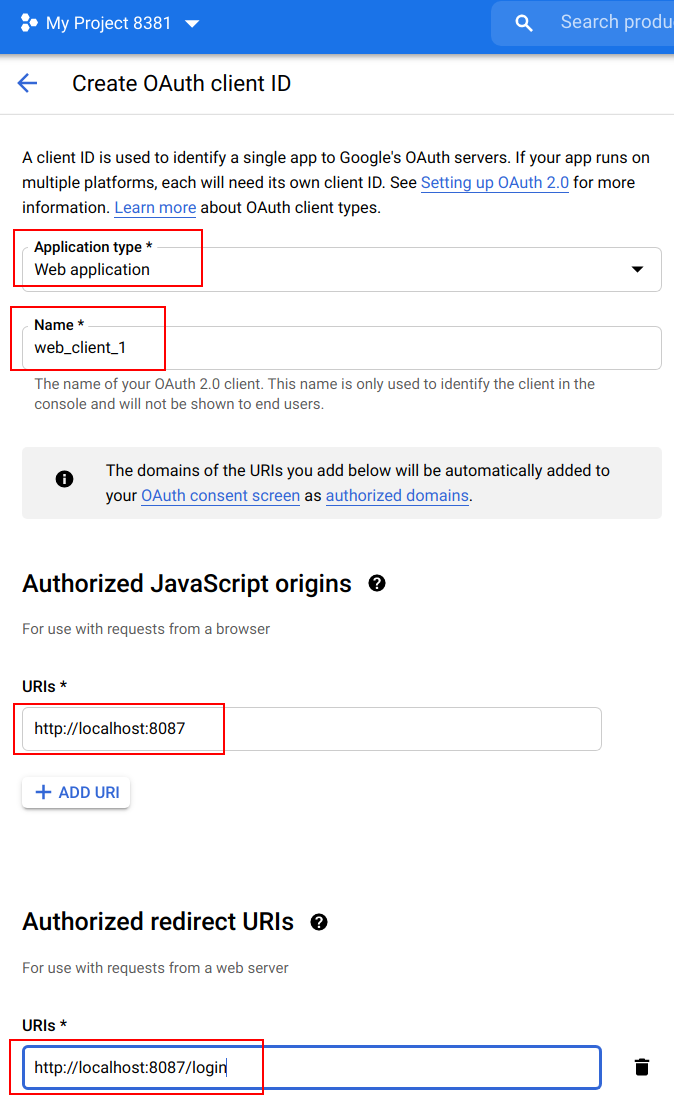 My Project 8381
Search produ
Create OAuth client ID
A client ID is used to identify a single app to Google's OAuth servers. If your app runs on
multiple platforms, each will need its own client ID. See Setting up OAuth 2.0 for more
information. Learn more about OAuth client types.
Application type *
Web application
Name *
web_client_1
The name of your OAuth 2.0 client. This name is only used to identify the client in the
console and will not be shown to end users.
The domains of the URIs you add below will be automatically added to
your OAuth consent screen as authorized domains.
Authorized JavaScript origins
For use with requests from a browser
URIs *
http://localhost:8087
ADD URI
Authorized redirect URIs
For use with requests from a web server
URIs *
http://localhost:8087/login